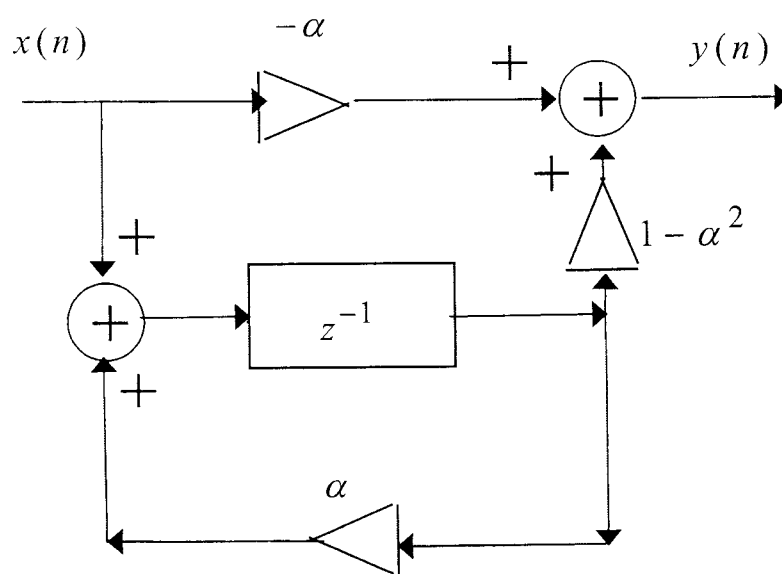 -α
x(n)
y(n)
+
+
+
1-α²
+
+
z⁻¹
+
α